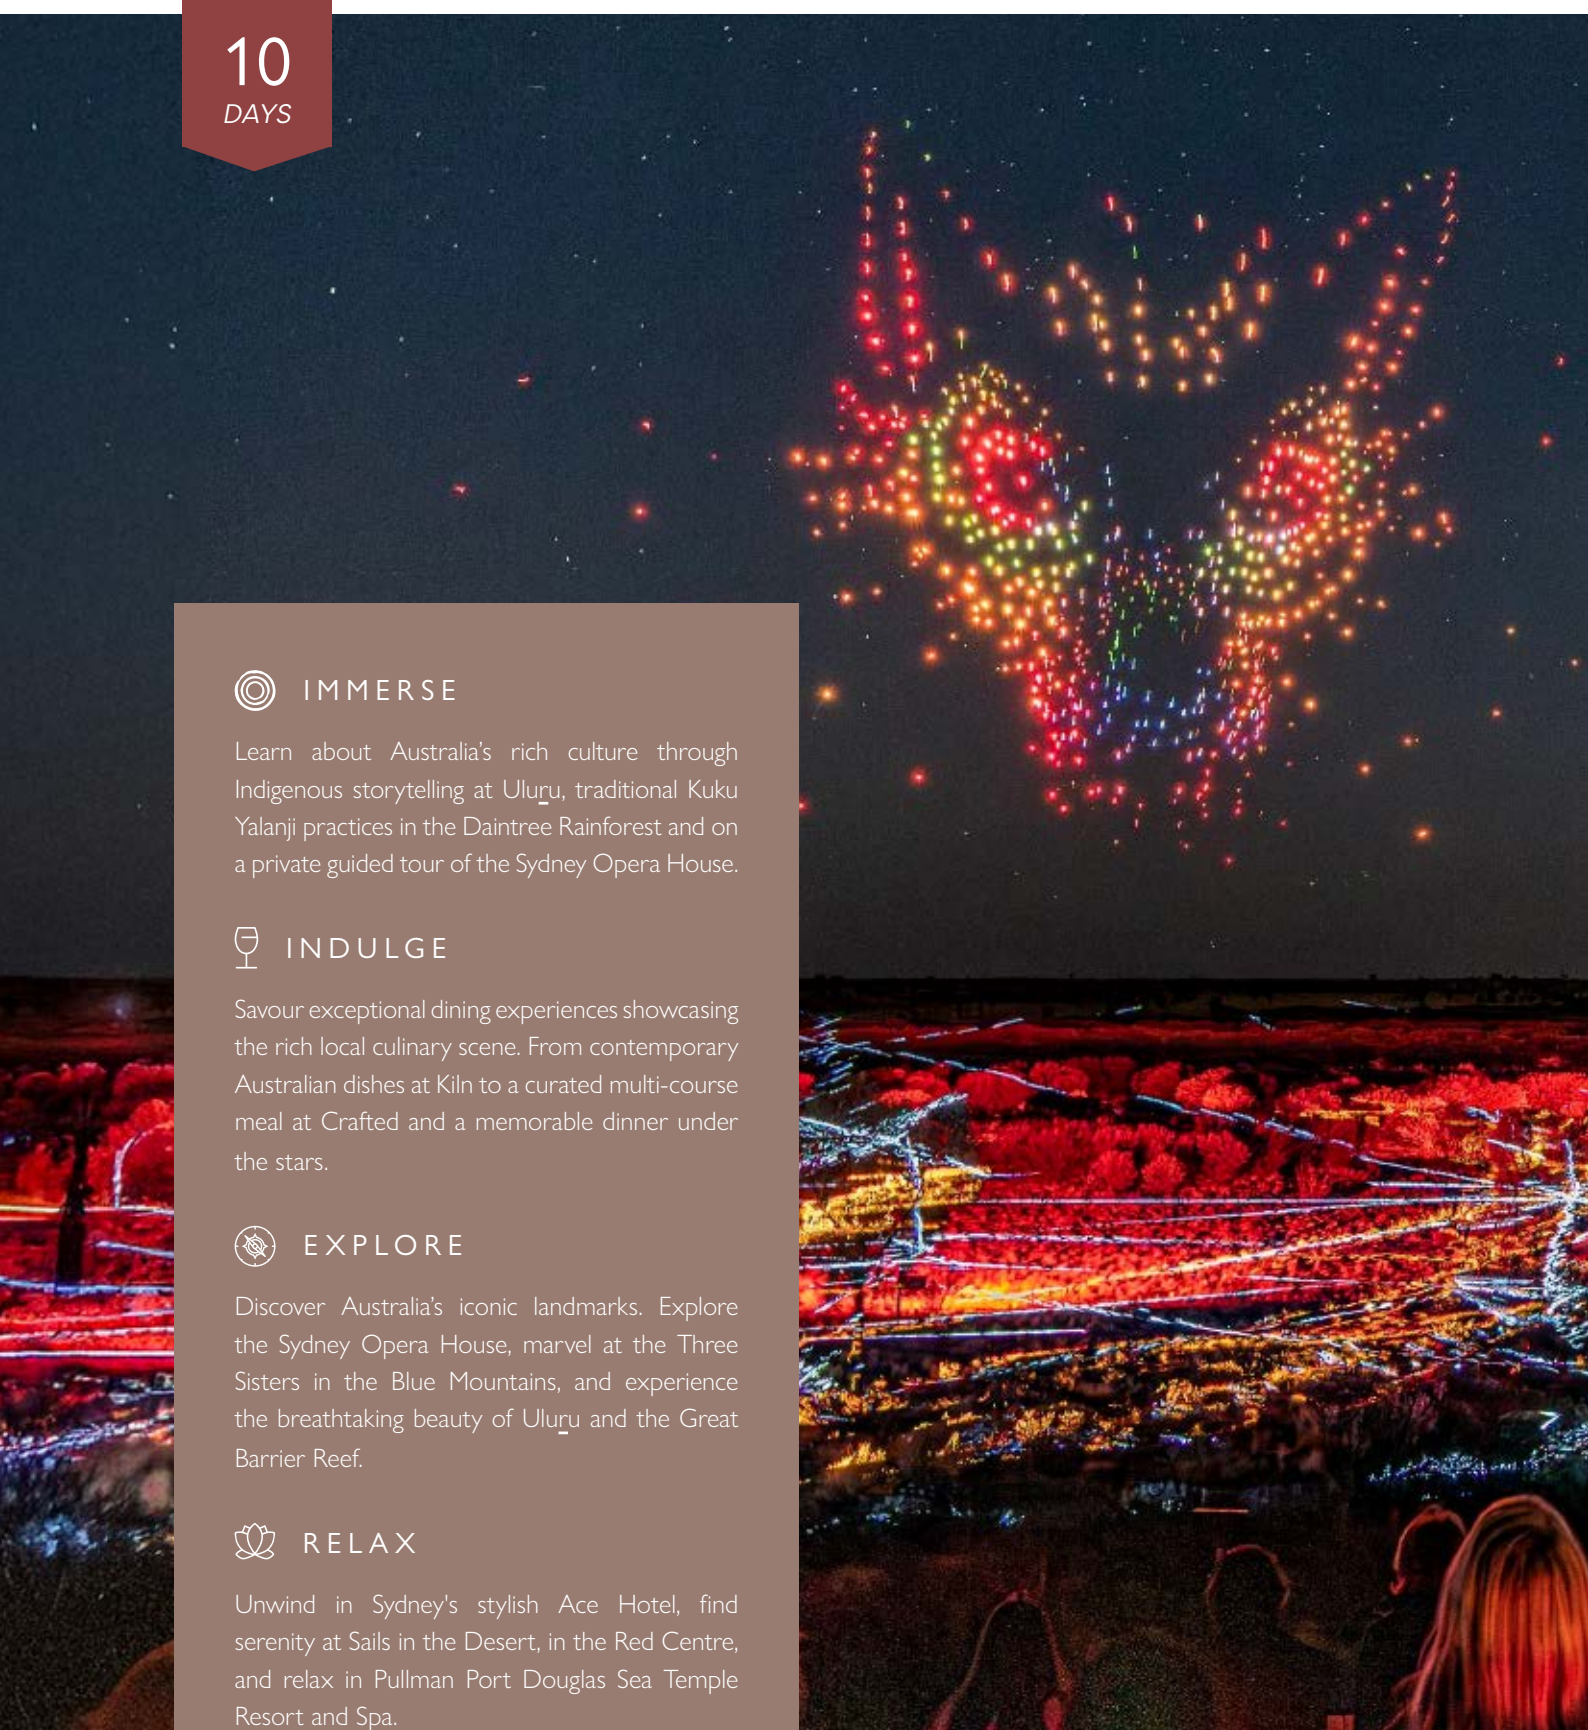 10
DAYS
IMMERSE
Learn about Australia’s rich culture through
Indigenous storytelling at Uluṟu, traditional Kuku
Yalanji practices in the Daintree Rainforest and on
a private guided tour of the Sydney Opera House.
INDULGE
Savour exceptional dining experiences showcasing
the rich local culinary scene. From contemporary
Australian dishes at Kiln to a curated multi-course
meal at Crafted and a memorable dinner under
the stars.
EXPLORE
Discover Australia’s iconic landmarks. Explore
the Sydney Opera House, marvel at the Three
Sisters in the Blue Mountains, and experience
the breathtaking beauty of Uluṟu and the Great
Barrier Reef.
RELAX
Unwind in Sydney's stylish Ace Hotel, find
serenity at Sails in the Desert, in the Red Centre,
and relax in Pullman Port Douglas Sea Temple
Resort and Spa.